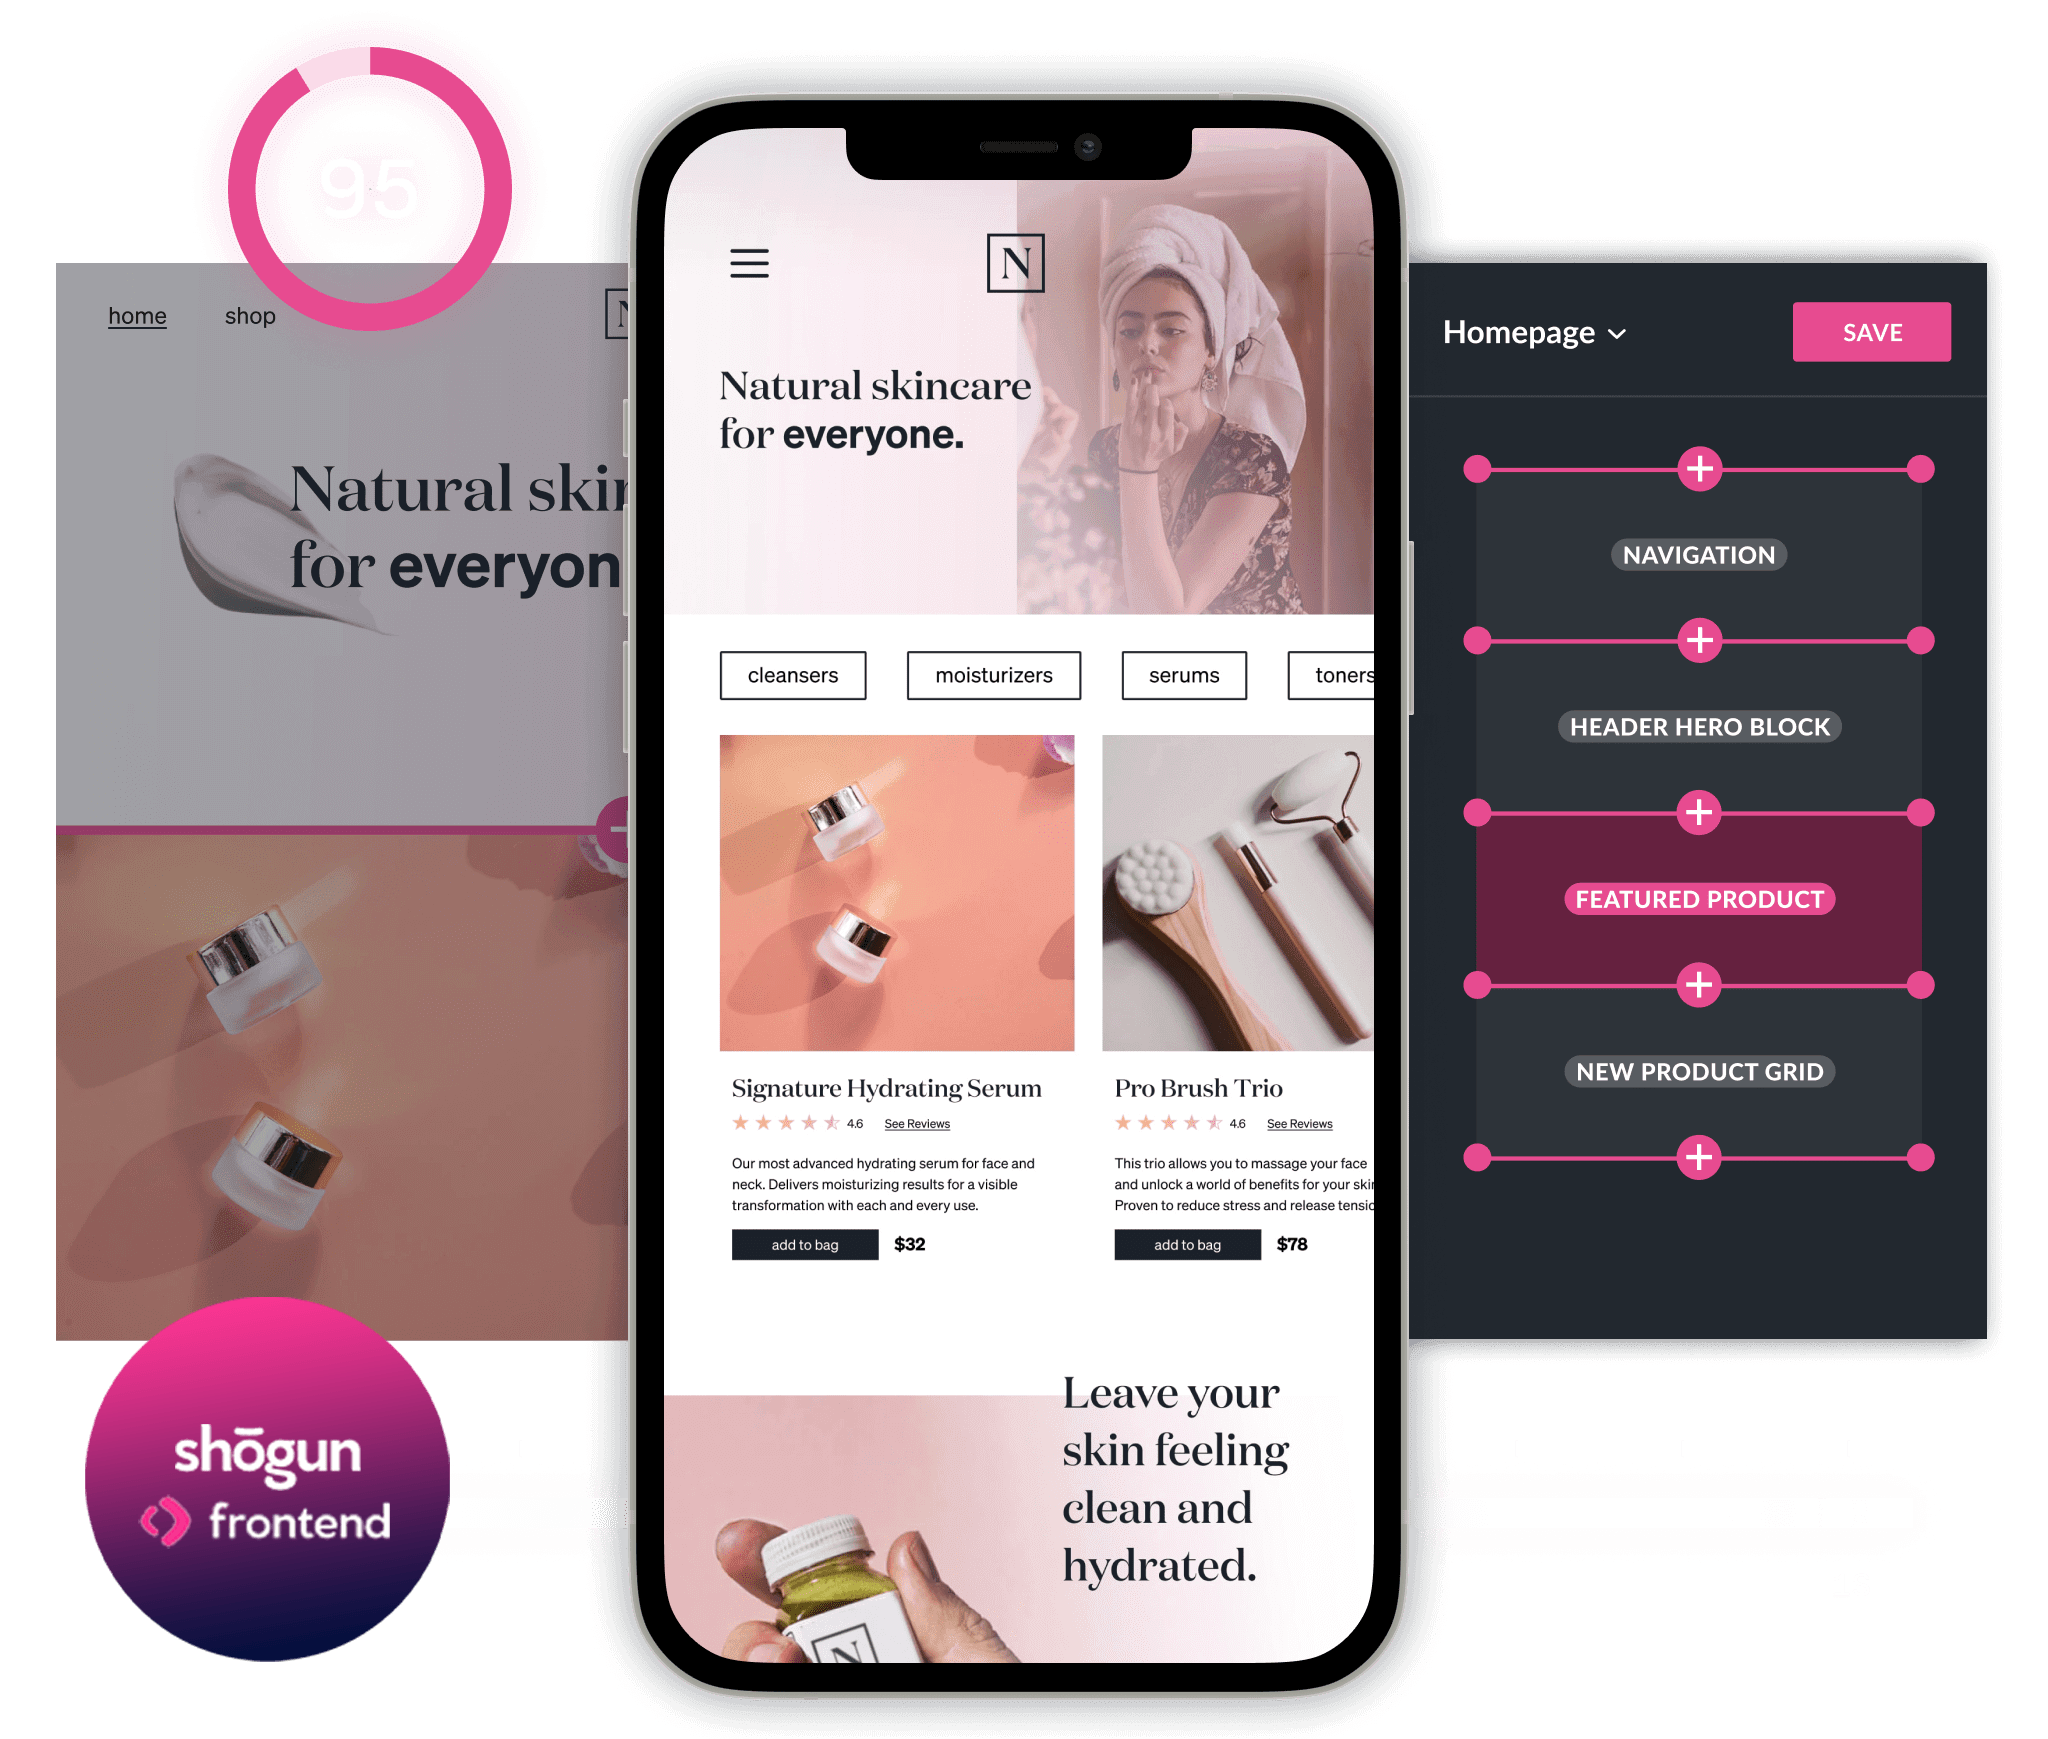 95
home
shop
N
Natural skin
for everyon
shōgun
frontend
N
Natural skincare
for everyone.
cleansers
moisturizers
serums
toners
Signature Hydrating Serum
4.6
See Reviews
Our most advanced hydrating serum for face and
neck. Delivers moisturizing results for a visible
transformation with each and every use.
add to bag
$32
Pro Brush Trio
4.6
See Reviews
This trio allows you to massage your face
and unlock a world of benefits for your skin
Proven to reduce stress and release
add to bag
$78
Leave your
skin feeling
clean and
hydrated.
N
Homepage
SAVE
NAVIGATION
HEADER HERO BLOCK
FEATURED PRODUCT
NEW PRODUCT GRID